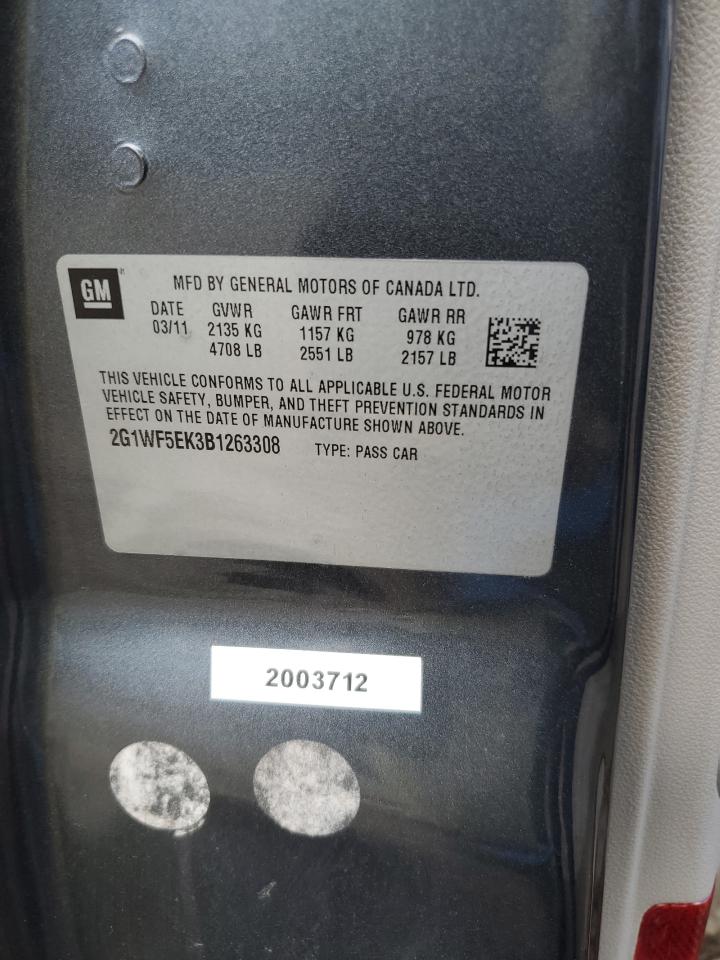 GM
MFD BY GENERAL MOTORS OF CANADA LTD.
DATE GVWR GAWR FRT GAWR RR
03/11 2135 KG 1157 KG 978 KG
4708 LB 2551 LB 2157 LB
THIS VEHICLE CONFORMS TO ALL APPLICABLE U.S. FEDERAL MOTOR
VEHICLE SAFETY, BUMPER, AND THEFT PREVENTION STANDARDS IN
EFFECT ON THE DATE OF MANUFACTURE SHOWN ABOVE.
2G1WF5EK3B1263308 TYPE: PASS CAR
2003712